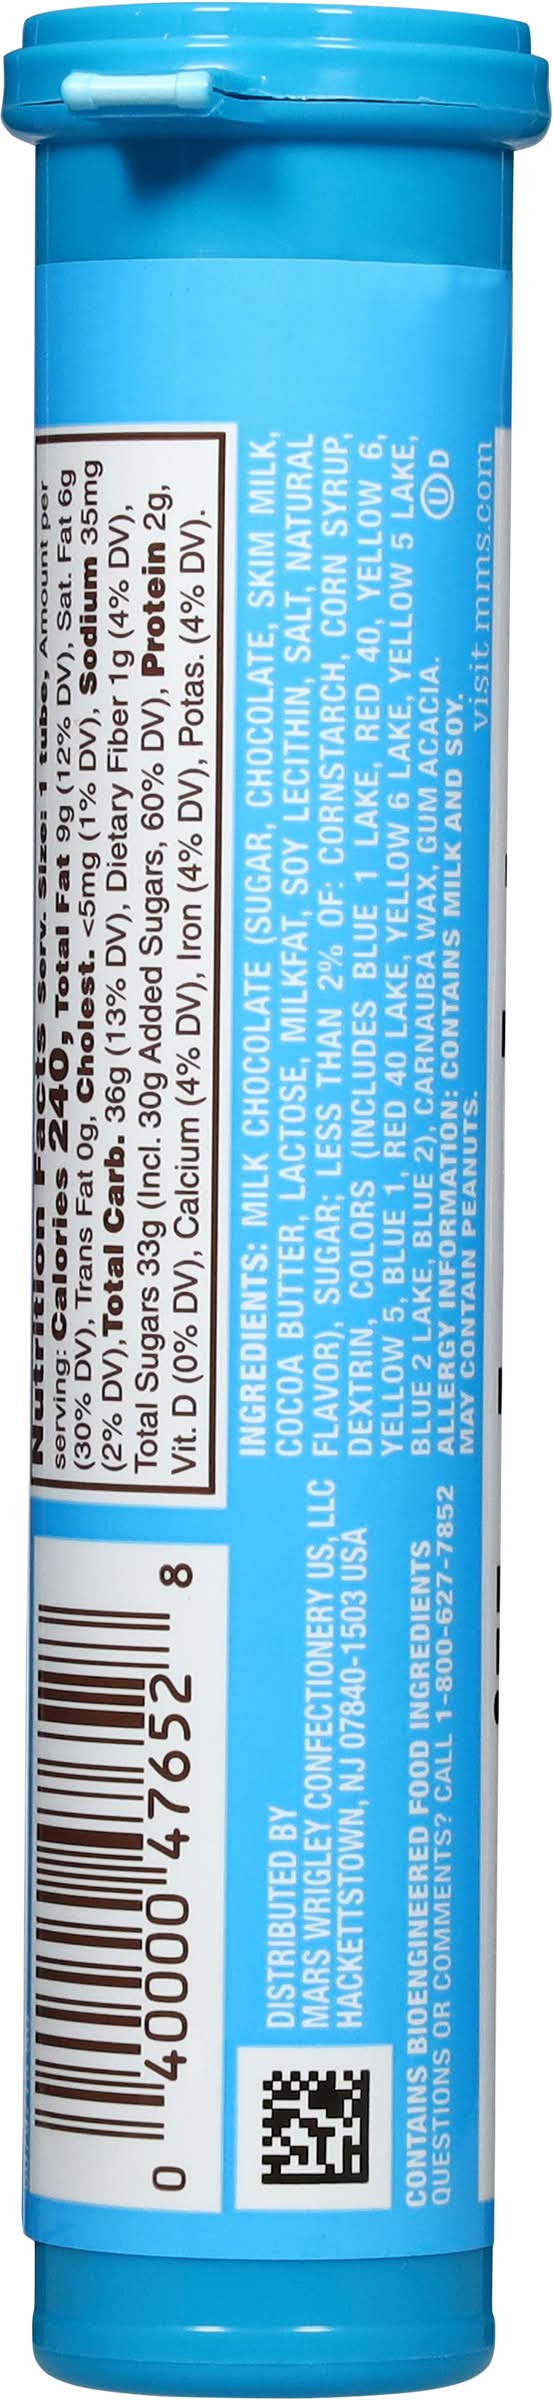 Nutrition Facts Serv. Size: 1 tube, Amount per
serving: Calories 240, Total Fat 9g (12% DV), Sat. Fat 6g
(30% DV), Trans Fat 0g, Cholest. <5mg (1% DV), Sodium 35mg
(2% DV), Total Carb. 36g (13% DV), Dietary Fiber 1g (4% DV),
Total Sugars 33g (Incl. 30g Added Sugars, 60% DV), Protein 2g,
Vit. D (0% DV), Calcium (4% DV), Iron (4% DV), Potas. (4% DV).
INGREDIENTS: MILK CHOCOLATE (SUGAR, CHOCOLATE, SKIM MILK,
COCOA BUTTER, LACTOSE, MILKFAT, SOY LECITHIN, SALT, NATURAL
FLAVOR), SUGAR; LESS THAN 2% OF: CORNSTARCH, CORN SYRUP,
DEXTRIN, COLORS (INCLUDES BLUE 1 LAKE, RED 40, YELLOW 6,
YELLOW 5, BLUE 1, RED 40 LAKE, YELLOW 6 LAKE, YELLOW 5 LAKE,
BLUE 2 LAKE, BLUE 2), CARNAUBA WAX, GUM ACACIA.
ALLERGY INFORMATION: CONTAINS MILK AND SOY.
MAY CONTAIN PEANUTS.
U D
visit mms.com
0 40000 47652 8
DISTRIBUTED BY
MARS WRIGLEY CONFECTIONERY US, LLC
HACKETTSTOWN, NJ 07840-1503 USA
CONTAINS BIOENGINEERED FOOD INGREDIENTS
QUESTIONS OR COMMENTS? CALL 1-800-627-7852